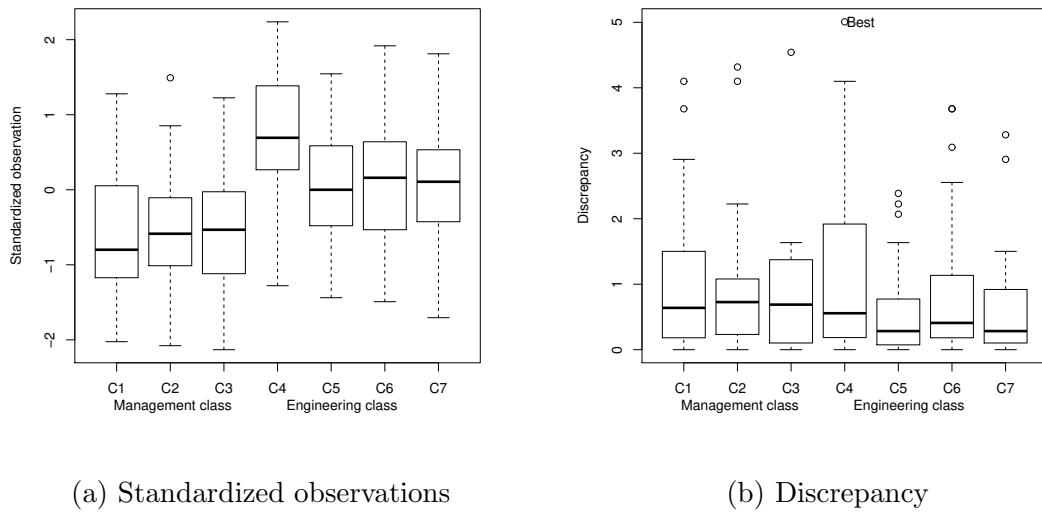 Standardized observation
2
1
0
−1
−2
C1 C2 C3 C4 C5 C6 C7
Management class Engineering class
(a) Standardized observations
Discrepancy
5
4
3
2
1
0
Best
C1 C2 C3 C4 C5 C6 C7
Management class Engineering class
(b) Discrepancy